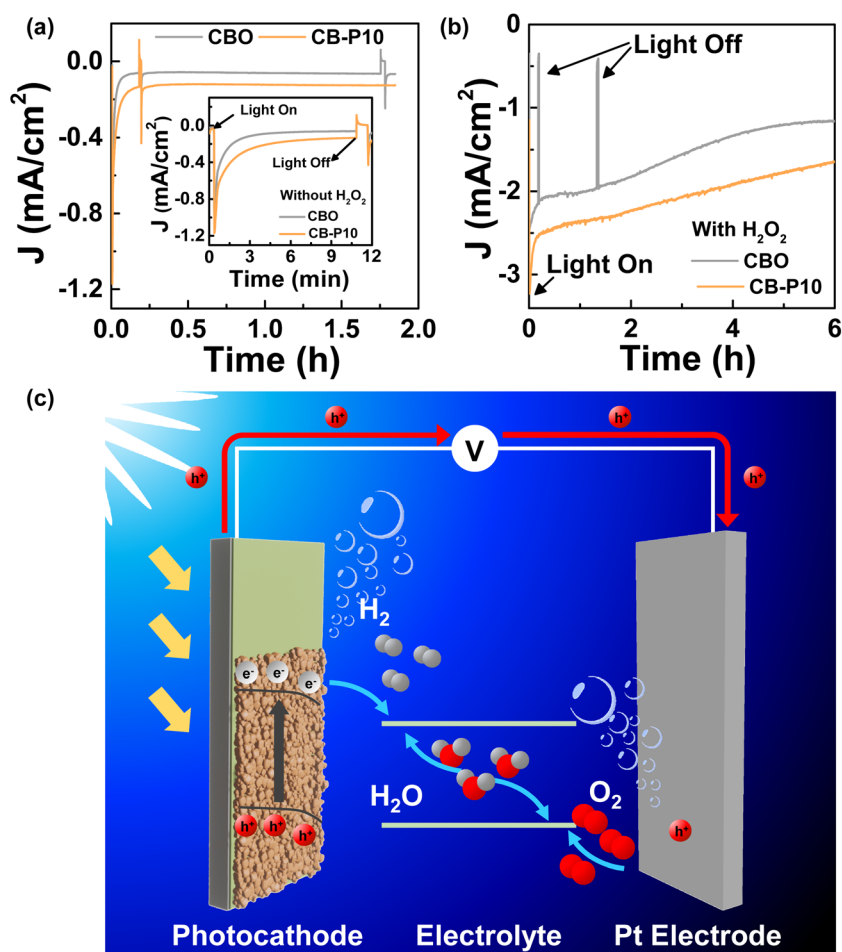 (a)
CBO CB-P10
0.0
-0.4
-0.8
-1.2
J (mA/cm²)
0.0 0.5 1.0 1.5 2.0
Time (h)
Light On
Light Off
Without H₂O₂
CBO
CB-P10
0.0
-0.4
-0.8
-1.2
J (mA/cm²)
0 3 6 9 12
Time (min)
(b)
0
-1
-2
-3
J (mA/cm²)
Light Off
With H₂O₂
CBO
CB-P10
Light On
0 2 4 6
Time (h)
(c)
h⁺ h⁺
V
h⁺ h⁺
H₂
e⁻ e⁻ e⁻
H₂O O₂
h⁺ h⁺ h⁺ h⁺
Photocathode Electrolyte Pt Electrode